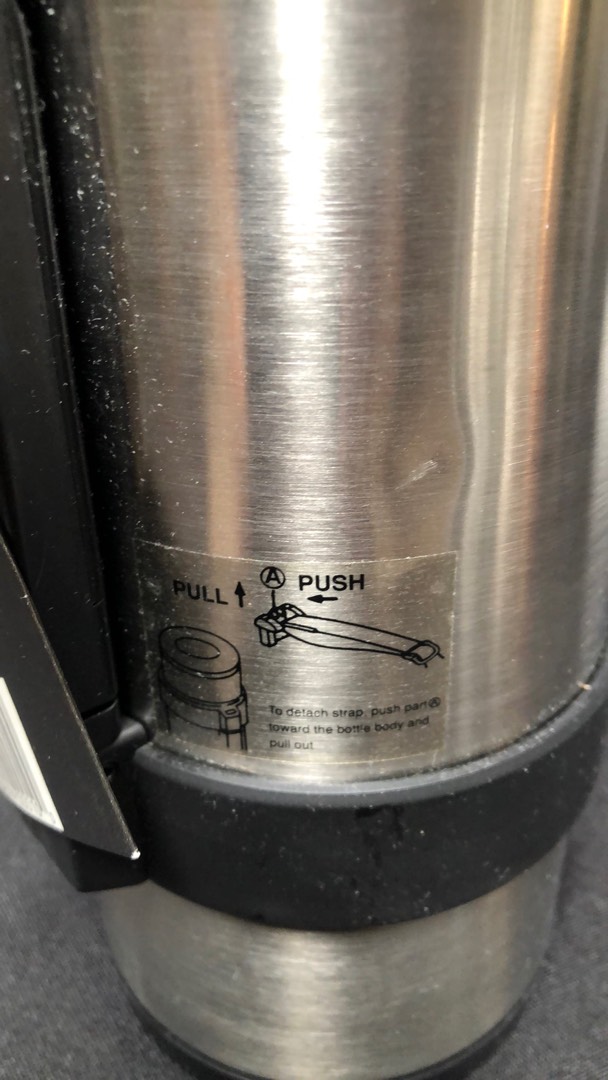 PULL Ⓐ PUSH
To detach strap, push part Ⓐ
toward the bottle body and
pull out